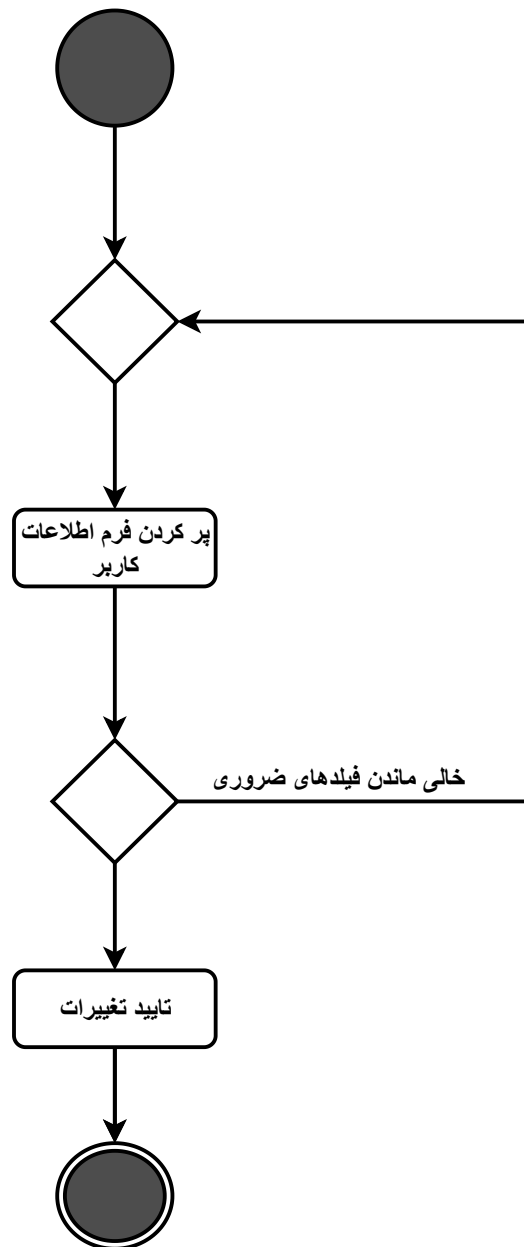 پر کردن فرم اطلاعات
کاربر
خالی ماندن فیلدهای ضروری
تایید تغییرات